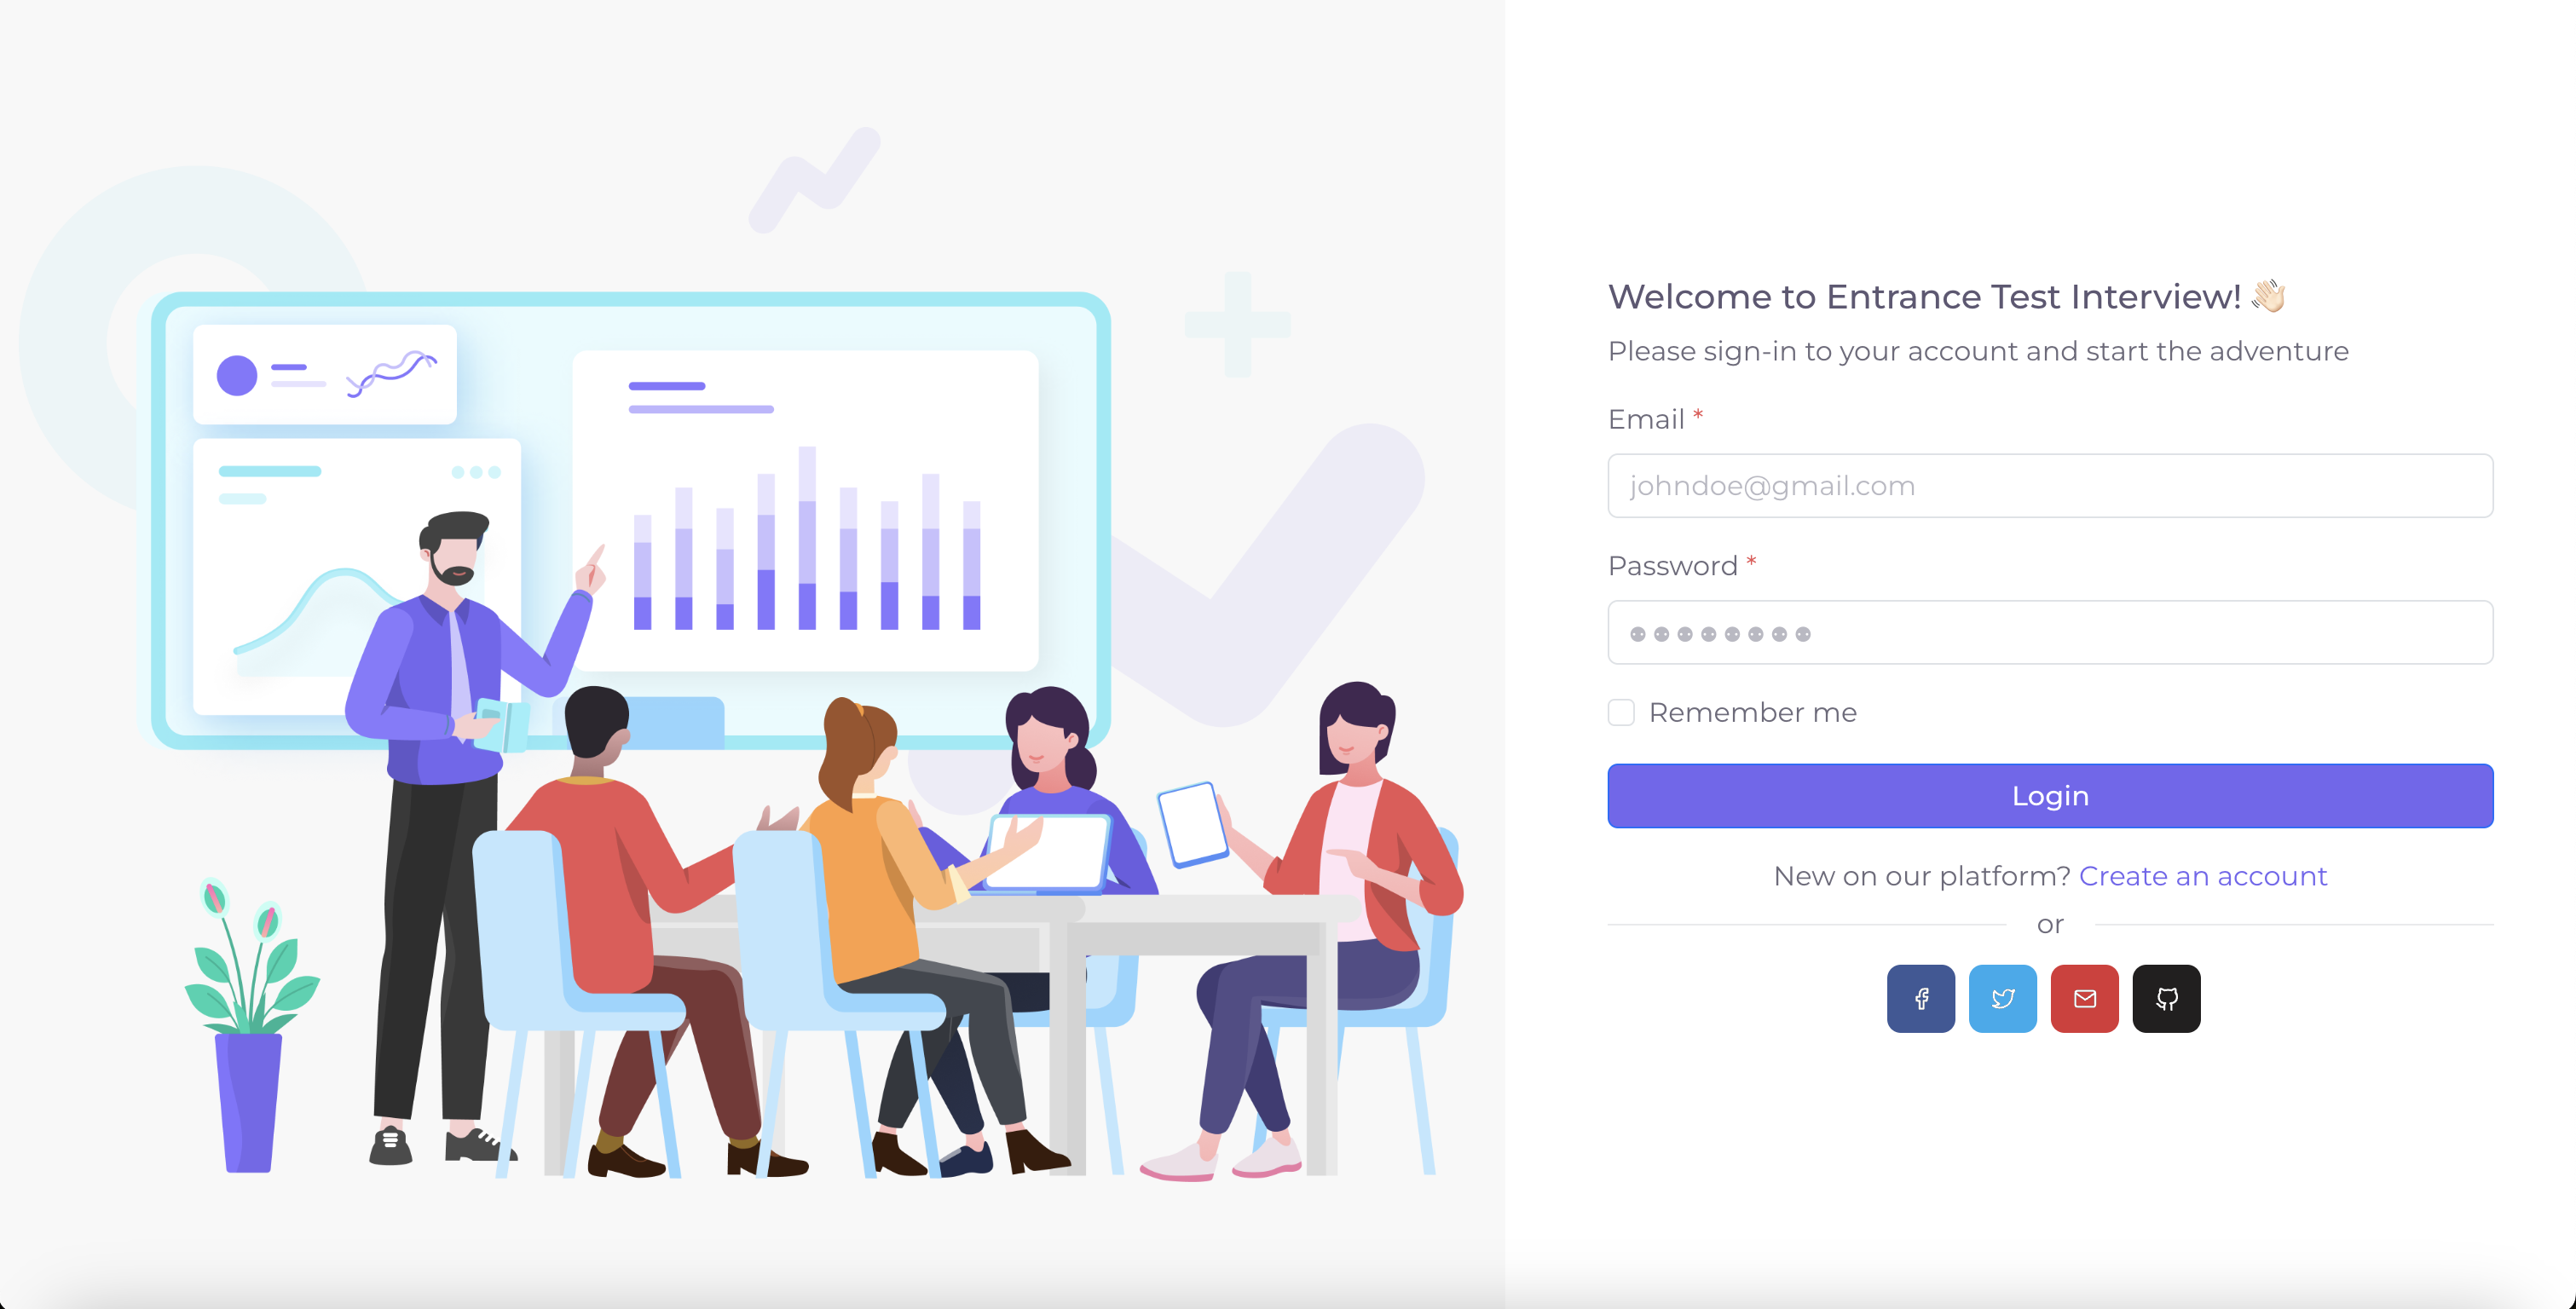 Welcome to Entrance Test Interview! 👋🏻
Please sign-in to your account and start the adventure
Email *
johndoe@gmail.com
Password *
Remember me
Login
New on our platform? Create an account
or